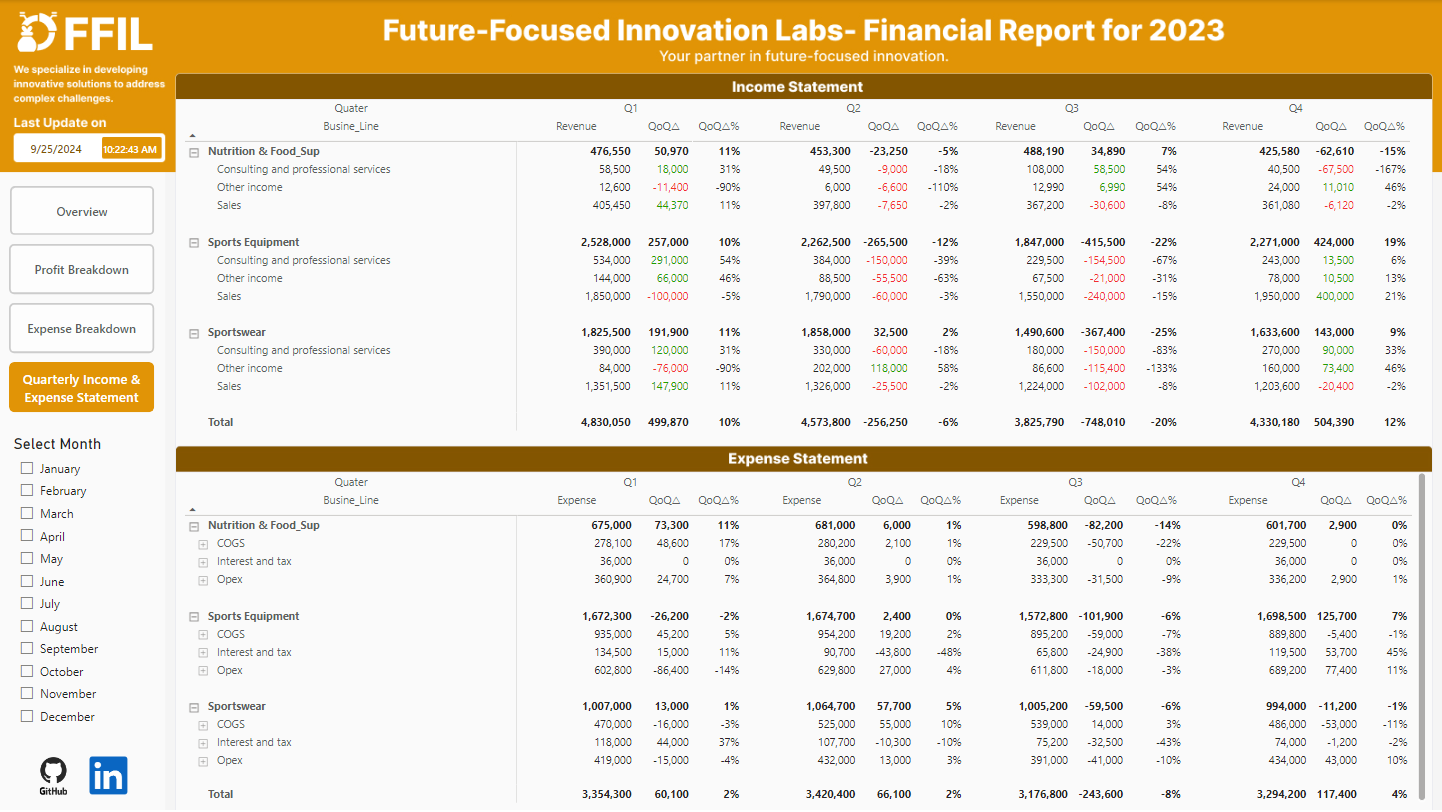 FFIL
We specialize in developing
innovative solutions to address
complex challenges.
Last Update on
9/25/2024 10:22:43 AM
Overview
Profit Breakdown
Expense Breakdown
Quarterly Income &
Expense Statement
Select Month
January
February
March
April
May
June
July
August
September
October
November
December
GitHub
in
Future-Focused Innovation Labs- Financial Report for 2023
Your partner in future-focused innovation.
Income Statement
Quater Q1 Q2 Q3 Q4
Busine_Line Revenue QoQ△ QoQ△% Revenue QoQ△ QoQ△% Revenue QoQ△ QoQ△% Revenue QoQ△ QoQ△%
Nutrition & Food_Sup 476,550 50,970 11% 453,300 -23,250 -5% 488,190 34,890 7% 425,580 -62,610 -15%
Consulting and professional services 58,500 18,000 31% 49,500 -9,000 -18% 108,000 58,500 54% 40,500 -67,500 -167%
Other income 12,600 -11,400 -90% 6,000 -6,600 -110% 12,990 6,990 54% 24,000 11,010 46%
Sales 405,450 44,370 11% 397,800 -7,650 -2% 367,200 -30,600 -8% 361,080 -6,120 -2%
Sports Equipment 2,528,000 257,000 10% 2,262,500 -265,500 -12% 1,847,000 -415,500 -22% 2,271,000 424,000 19%
Consulting and professional services 534,000 291,000 54% 384,000 -150,000 -39% 229,500 -154,500 -67% 243,000 13,500 6%
Other income 144,000 66,000 46% 88,500 -55,500 -63% 67,500 -21,000 -31% 78,000 10,500 13%
Sales 1,850,000 -100,000 -5% 1,790,000 -60,000 -3% 1,550,000 -240,000 -15% 1,950,000 400,000 21%
Sportswear 1,825,500 191,900 11% 1,858,000 32,500 2% 1,490,600 -367,400 -25% 1,633,600 143,000 9%
Consulting and professional services 390,000 120,000 31% 330,000 -60,000 -18% 180,000 -150,000 -83% 270,000 90,000 33%
Other income 84,000 -76,000 -90% 202,000 118,000 58% 86,600 -115,400 -133% 160,000 73,400 46%
Sales 1,351,500 147,900 11% 1,326,000 -25,500 -2% 1,224,000 -102,000 -8% 1,203,600 -20,400 -2%
Total 4,830,050 499,870 10% 4,573,800 -256,250 -6% 3,825,790 -748,010 -20% 4,330,180 504,390 12%
Expense Statement
Quater Q1 Q2 Q3 Q4
Busine_Line Expense QoQ△ QoQ△% Expense QoQ△ QoQ△% Expense QoQ△ QoQ△% Expense QoQ△ QoQ△%
Nutrition & Food_Sup 675,000 73,300 11% 681,000 6,000 1% 598,800 -82,200 -14% 601,700 2,900 0%
COGS 278,100 48,600 17% 280,200 2,100 1% 229,500 -50,700 -22% 229,500 0 0%
Interest and tax 36,000 0 0% 36,000 0 0% 36,000 0 0% 36,000 0 0%
Opex 360,900 24,700 7% 364,800 3,900 1% 333,300 -31,500 -9% 336,200 2,900 1%
Sports Equipment 1,672,300 -26,200 -2% 1,674,700 2,400 0% 1,572,800 -101,900 -6% 1,698,500 125,700 7%
COGS 935,000 45,200 5% 954,200 19,200 2% 895,200 -59,000 -7% 889,800 -5,400 -1%
Interest and tax 134,500 15,000 11% 90,700 -43,800 -48% 65,800 -24,900 -38% 119,500 53,700 45%
Opex 602,800 -86,400 -14% 629,800 27,000 4% 611,800 -18,000 -3% 689,200 77,400 11%
Sportswear 1,007,000 13,000 1% 1,064,700 57,700 5% 1,005,200 -59,500 -6% 994,000 -11,200 -1%
COGS 470,000 -16,000 -3% 525,000 55,000 10% 539,000 14,000 3% 486,000 -53,000 -11%
Interest and tax 118,000 44,000 37% 107,700 -10,300 -10% 75,200 -32,500 -43% 74,000 -1,200 -2%
Opex 419,000 -15,000 -4% 432,000 13,000 3% 391,000 -41,000 -10% 434,000 43,000 10%
Total 3,354,300 60,100 2% 3,420,400 66,100 2% 3,176,800 -243,600 -8% 3,294,200 117,400 4%